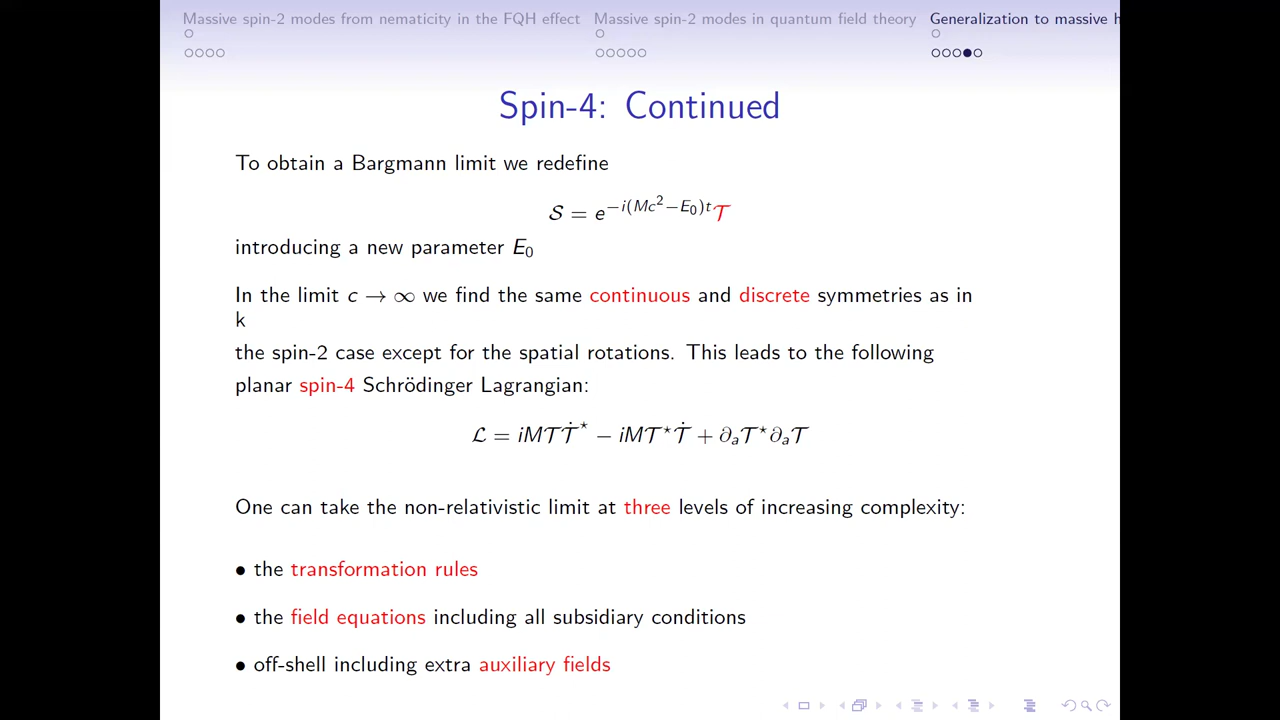 Massive spin-2 modes from nematicity in the FQH effect Massive spin-2 modes in quantum field theory Generalization to massive h
Spin-4: Continued
To obtain a Bargmann limit we redefine
𝒮 = e^{−i(Mc²−E₀)t}𝒯
introducing a new parameter E₀
In the limit c → ∞ we find the same continuous and discrete symmetries as in
k
the spin-2 case except for the spatial rotations. This leads to the following
planar spin-4 Schrödinger Lagrangian:
ℒ = iM𝒯𝒯̇^⋆ − iM𝒯^⋆𝒯̇ + ∂ₐ𝒯^⋆∂ₐ𝒯
One can take the non-relativistic limit at three levels of increasing complexity:
• the transformation rules
• the field equations including all subsidiary conditions
• off-shell including extra auxiliary fields